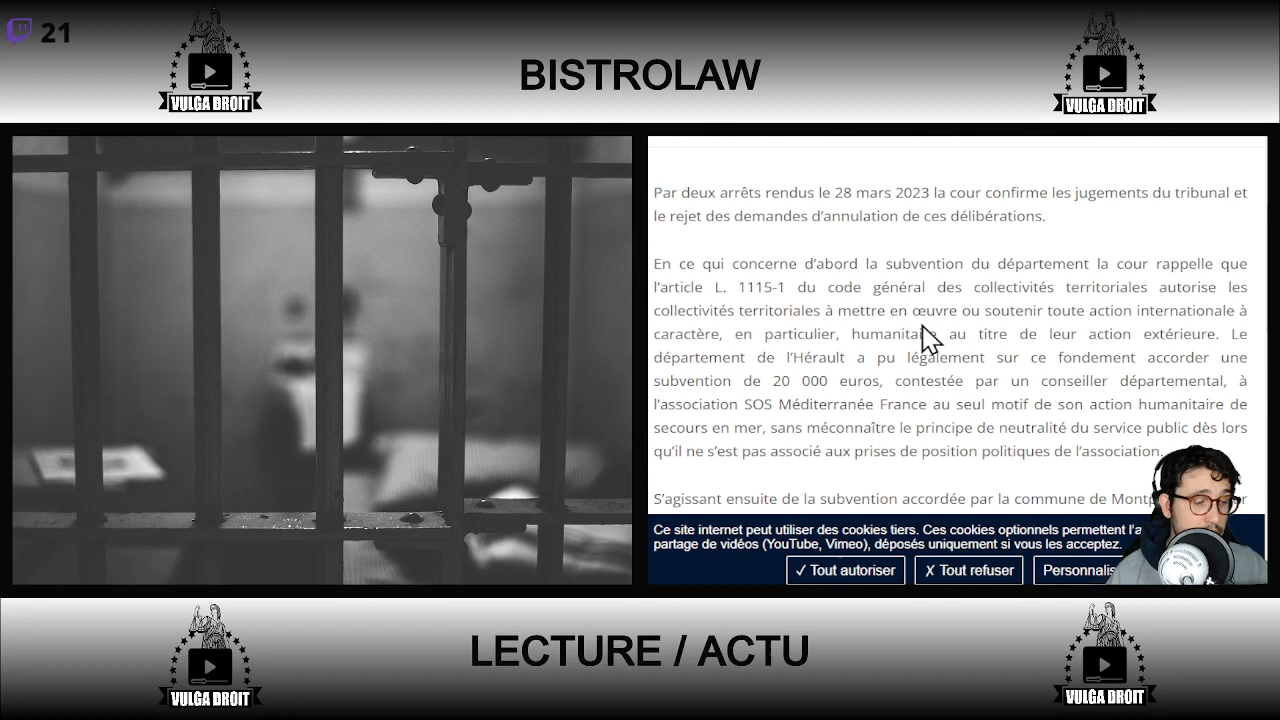 21
VULGA DROIT
BISTROLAW
VULGA DROIT
Par deux arrêts rendus le 28 mars 2023 la cour confirme les jugements du tribunal et
le rejet des demandes d'annulation de ces délibérations.
En ce qui concerne d'abord la subvention du département la cour rappelle que
l'article L. 1115-1 du code général des collectivités territoriales autorise les
collectivités territoriales à mettre en œuvre ou soutenir toute action internationale à
caractère, en particulier, humanitaire au titre de leur action extérieure. Le
département de l'Hérault a pu légalement sur ce fondement accorder une
subvention de 20 000 euros, contestée par un conseiller départemental, à
l'association SOS Méditerranée France au seul motif de son action humanitaire de
secours en mer, sans méconnaître le principe de neutralité du service public dès lors
qu'il ne s'est pas associé aux prises de position politiques de l'association.
S'agissant ensuite de la subvention accordée par la commune de
Ce site internet peut utiliser des cookies tiers. Ces cookies optionnels permettent
partage de vidéos (YouTube, Vimeo), déposés uniquement si vous les acceptez.
✓ Tout autoriser
✗ Tout refuser
VULGA DROIT
LECTURE / ACTU
VULGA DROIT